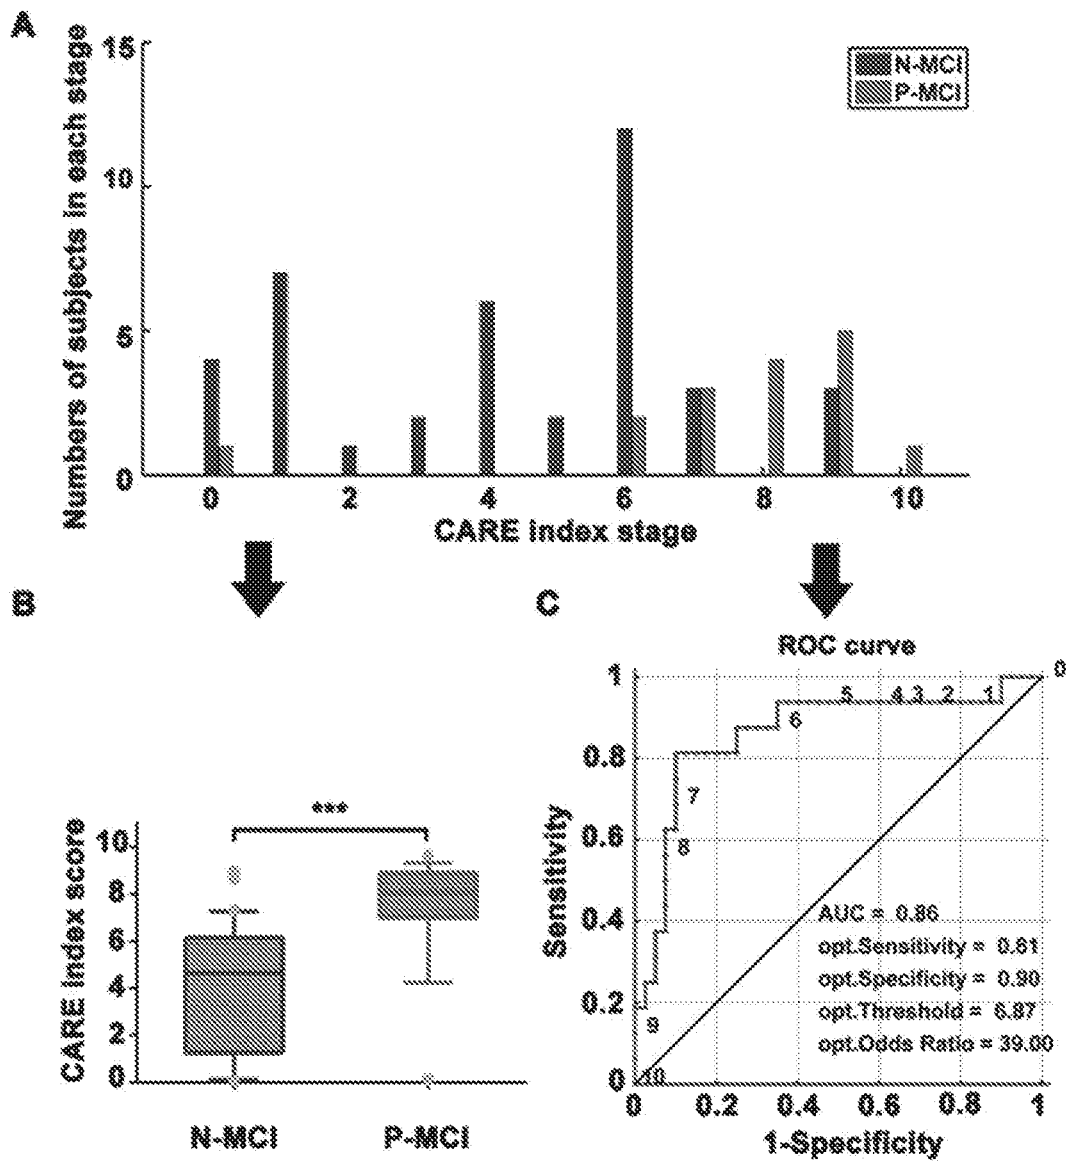 A
Numbers of subjects in each stage
15
10
5
0
N-MCI
P-MCI
0 2 4 6 8 10
CARE index stage
B
CARE index score
10
8
6
4
2
0
***
N-MCI P-MCI
C
ROC curve
Sensitivity
1
0.8
0.6
0.4
0.2
0
0
1
2
3
4
5
6
7
8
9
10
AUC = 0.86
opt.Sensitivity = 0.81
opt.Specificity = 0.90
opt.Threshold = 6.87
opt.Odds Ratio = 39.00
0 0.2 0.4 0.6 0.8 1
1-Specificity